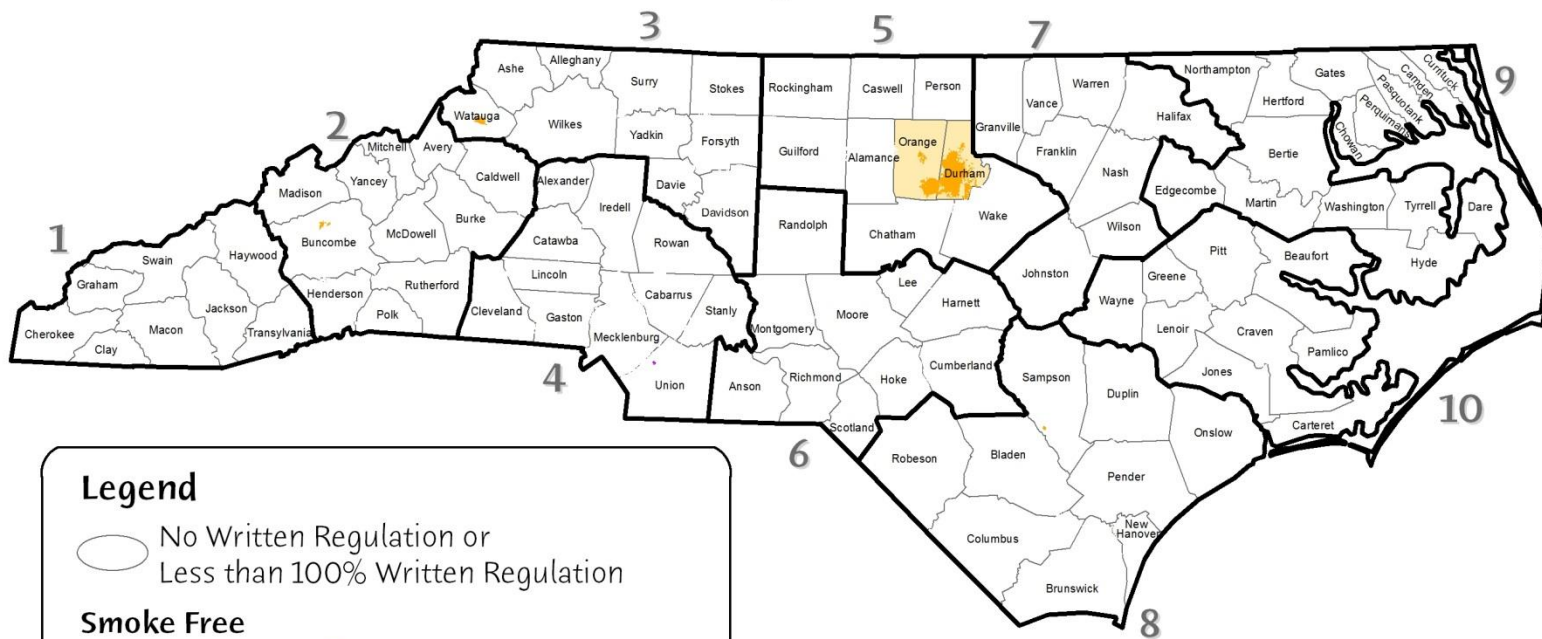 3
5
7
9
2
1
4
6
8
10
Ashe
Alleghany
Surry
Stokes
Rockingham
Caswell
Person
Granville
Vance
Warren
Northampton
Gates
Currituck
Camden
Pasquotank
Perquimans
Chowan
Hertford
Halifax
Bertie
Watauga
Wilkes
Yadkin
Forsyth
Guilford
Alamance
Orange
Durham
Franklin
Nash
Edgecombe
Martin
Washington
Tyrrell
Dare
Mitchell
Avery
Yancey
Caldwell
Alexander
Iredell
Davie
Davidson
Randolph
Chatham
Wake
Wilson
Madison
Buncombe
McDowell
Burke
Catawba
Rowan
Johnston
Greene
Pitt
Beaufort
Hyde
Swain
Haywood
Graham
Jackson
Henderson
Rutherford
Polk
Cleveland
Lincoln
Gaston
Cabarrus
Stanly
Mecklenburg
Montgomery
Moore
Lee
Harnett
Wayne
Lenoir
Craven
Pamlico
Cherokee
Clay
Macon
Transylvania
Union
Anson
Richmond
Hoke
Cumberland
Scotland
Sampson
Duplin
Jones
Onslow
Carteret
Robeson
Bladen
Pender
Columbus
New
Hanover
Brunswick
Legend
No Written Regulation or
Less than 100% Written Regulation
Smoke Free